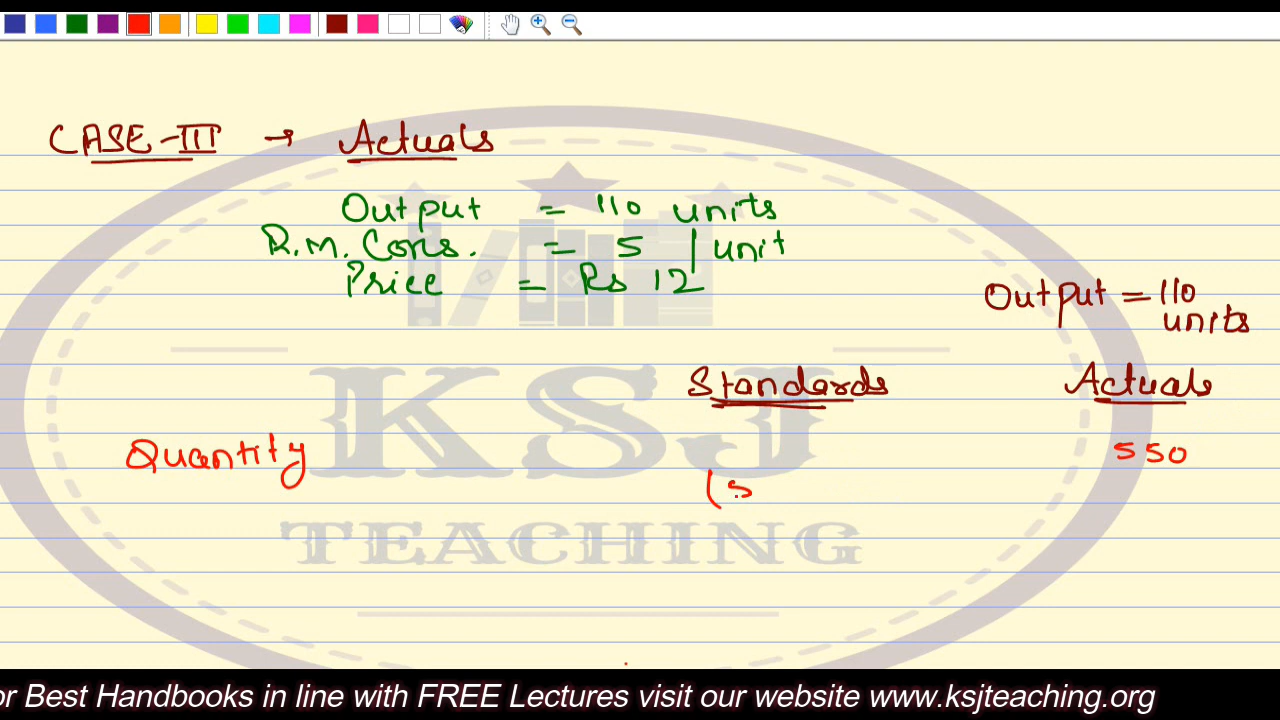 CASE-III → Actuals
Output = 110 units
R.M. Cons. = 5 | unit
Price = Rs 12
Output = 110
units
Standards Actuals
Quantity 550
(5
KSJ
TEACHING
or Best Handbooks in line with FREE Lectures visit our website www.ksjteaching.org